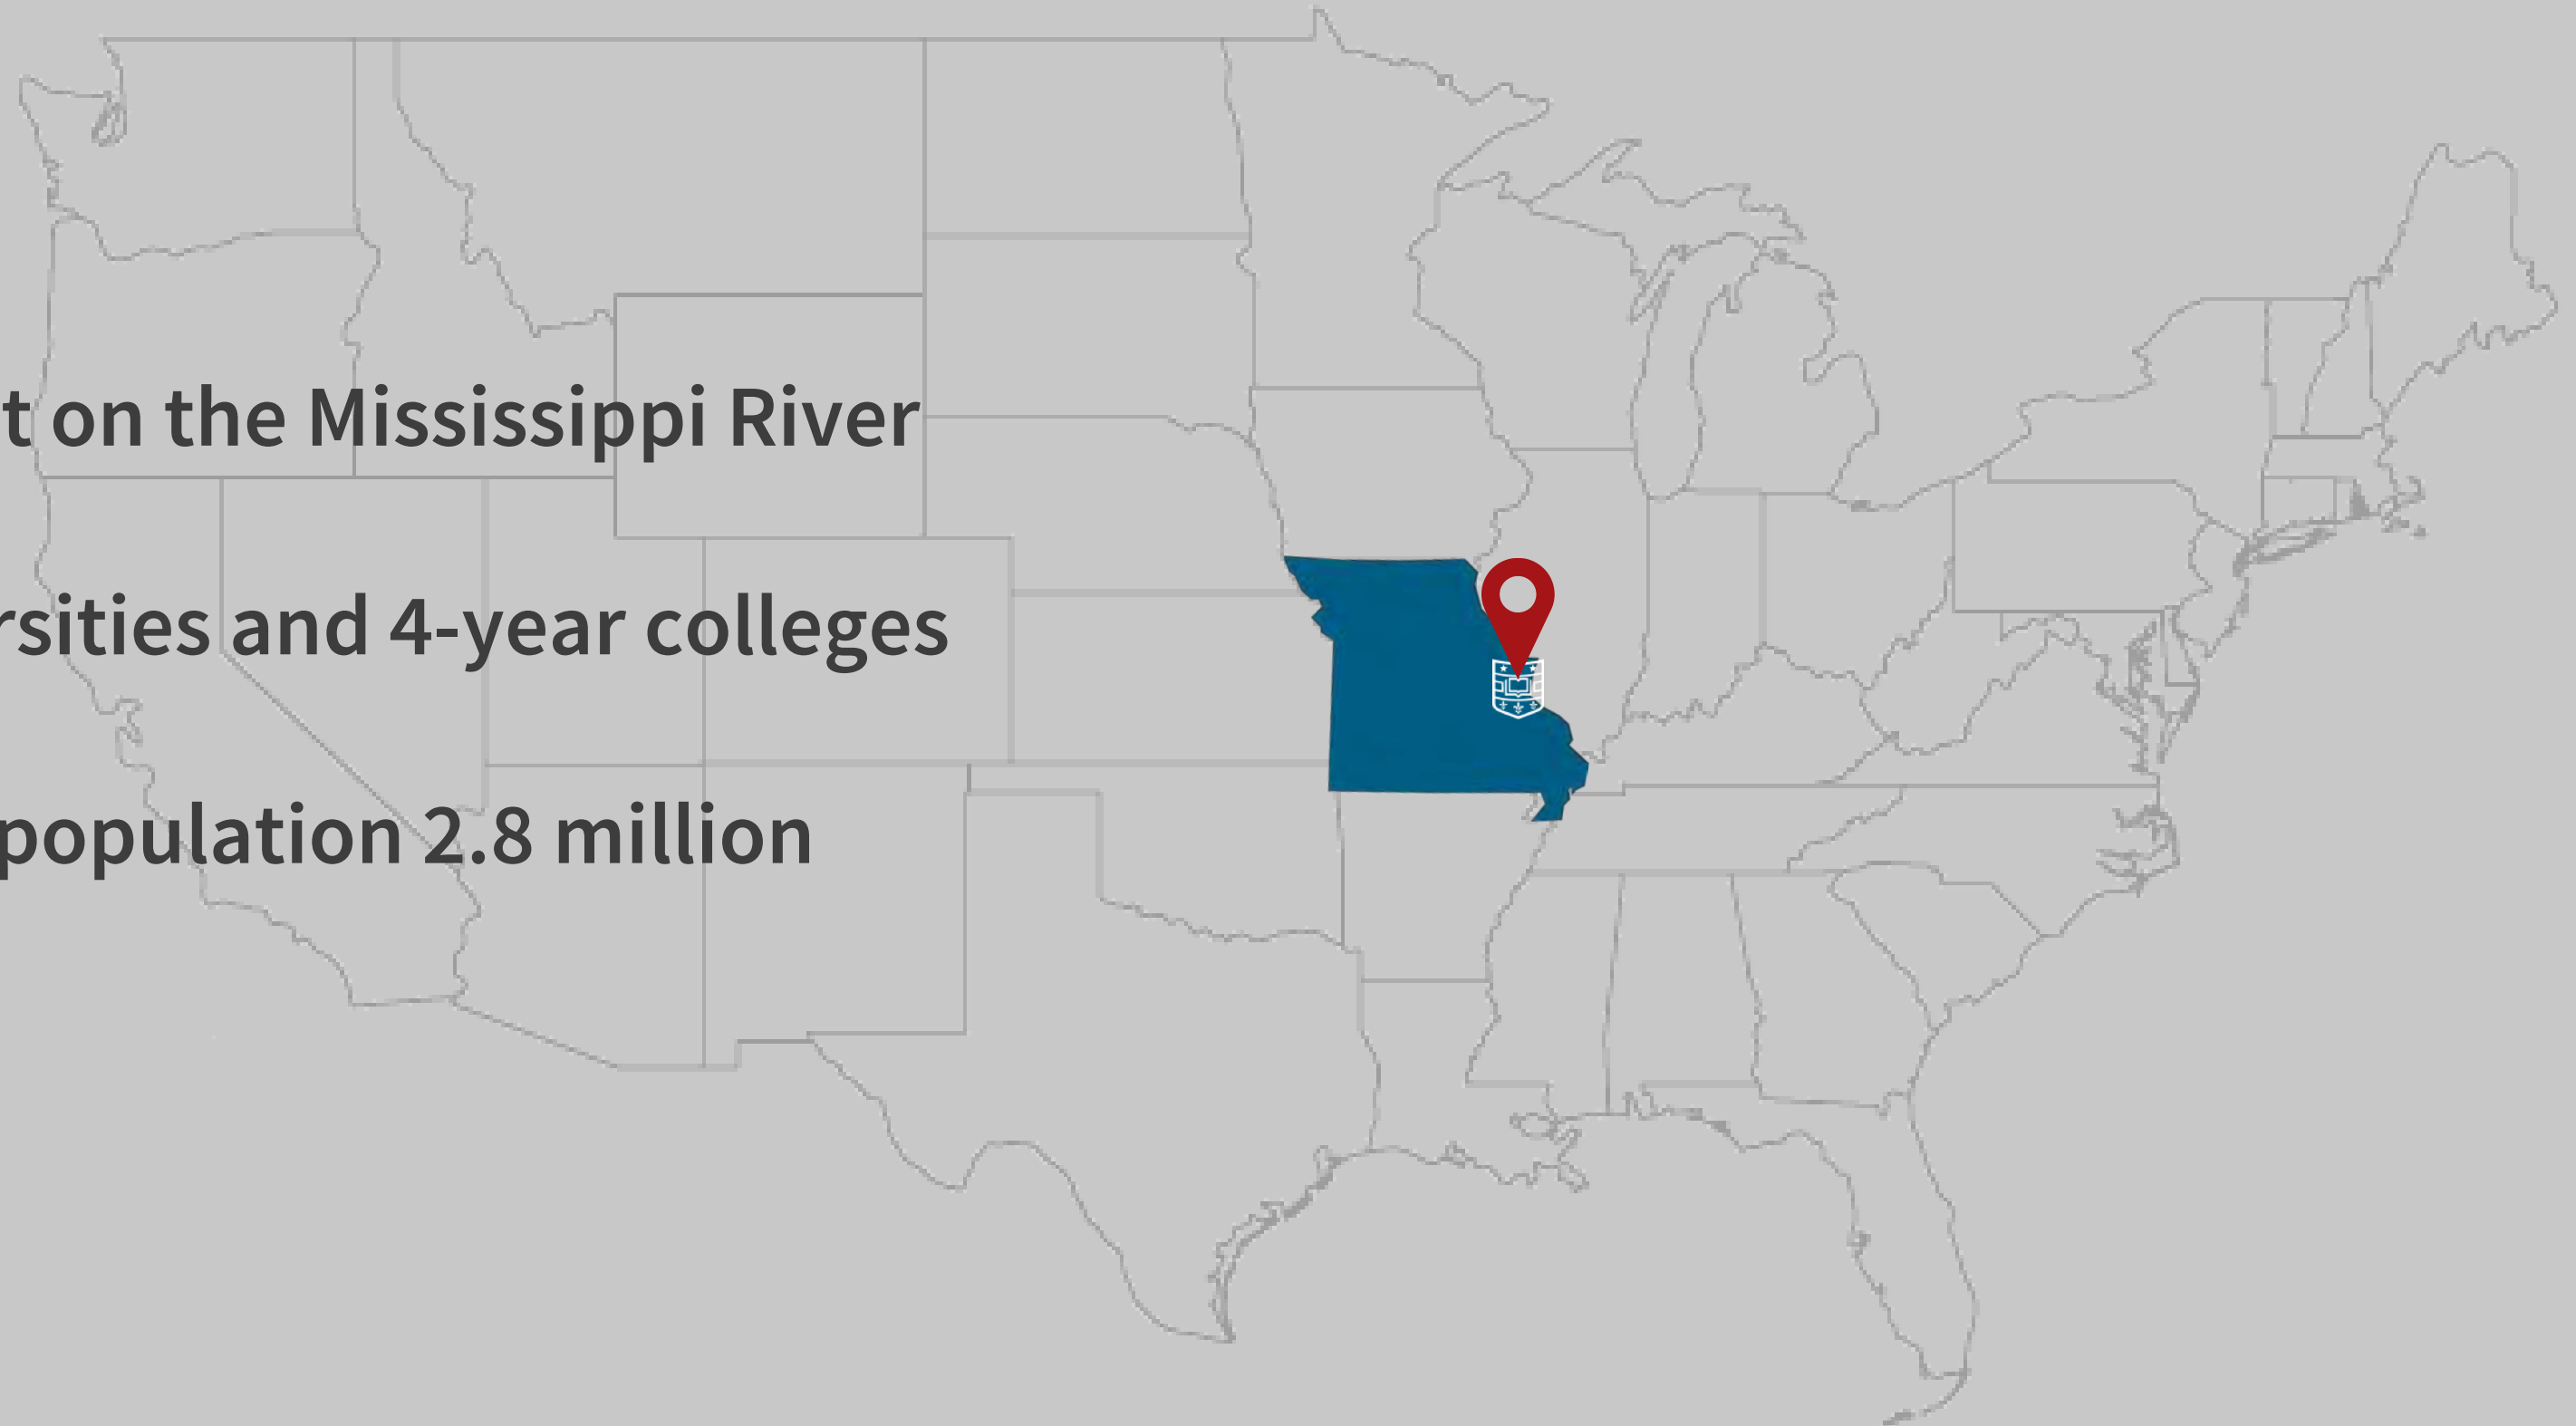 t on the Mississippi River
rsities and 4-year colleges
population 2.8 million